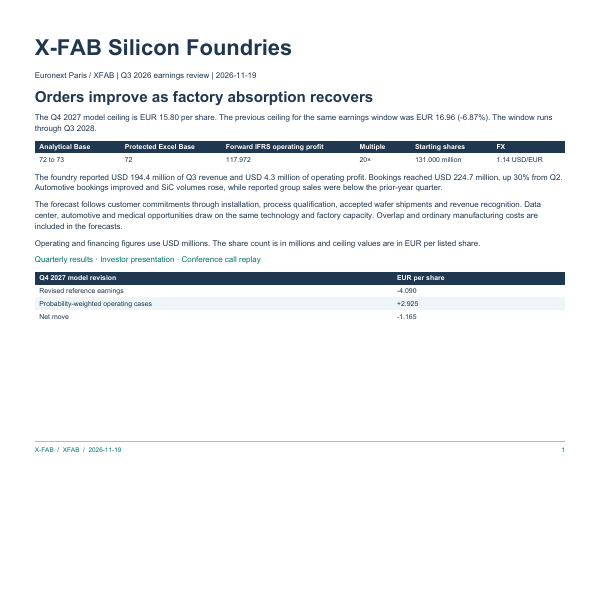 X-FAB Silicon Foundries
Euronext Paris / XFAB | Q3 2026 earnings review | 2026-11-19
Orders improve as factory absorption recovers
The Q4 2027 model ceiling is EUR 15.80 per share. The previous ceiling for the same earnings window was EUR 16.96 (-6.87%). The window runs
through Q3 2028.
Analytical Base Protected Excel Base Forward IFRS operating profit Multiple Starting shares FX
72 to 73 72 117.972 20× 131.000 million 1.14 USD/EUR
The foundry reported USD 194.4 million of Q3 revenue and USD 4.3 million of operating profit. Bookings reached USD 224.7 million, up 30% from Q2.
Automotive bookings improved and SiC volumes rose, while reported group sales were below the prior-year quarter.
The forecast follows customer commitments through installation, process qualification, accepted wafer shipments and revenue recognition. Data
center, automotive and medical opportunities draw on the same technology and factory capacity. Overlap and ordinary manufacturing costs are
included in the forecasts.
Operating and financing figures use USD millions. The share count is in millions and ceiling values are in EUR per listed share.
Quarterly results · Investor presentation · Conference call replay
Q4 2027 model revision EUR per share
Revised reference earnings -4.090
Probability-weighted operating cases +2.925
Net move -1.165
X-FAB / XFAB / 2026-11-19 1